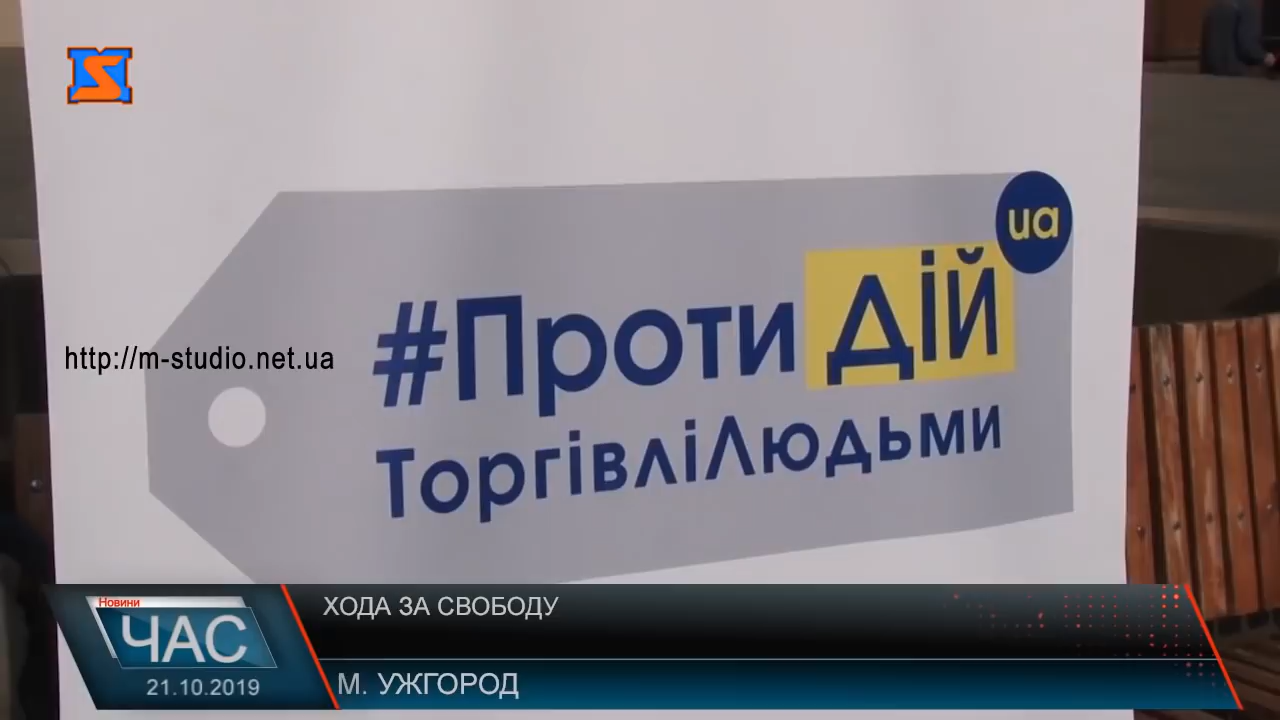 ua
#ПротиДІЙ
ТоргівліЛюдьми
http://m-studio.net.ua
Новини
ЧАС
21.10.2019
ХОДА ЗА СВОБОДУ
М. УЖГОРОД